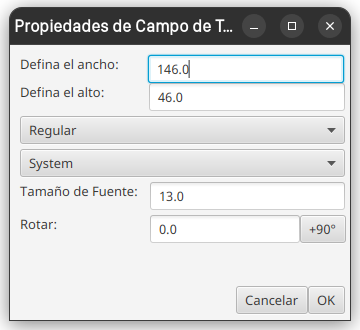 Propiedades de Campo de T...
Defina el ancho: 146.0
Defina el alto: 46.0
Regular
System
Tamaño de Fuente: 13.0
Rotar: 0.0 +90°
Cancelar OK